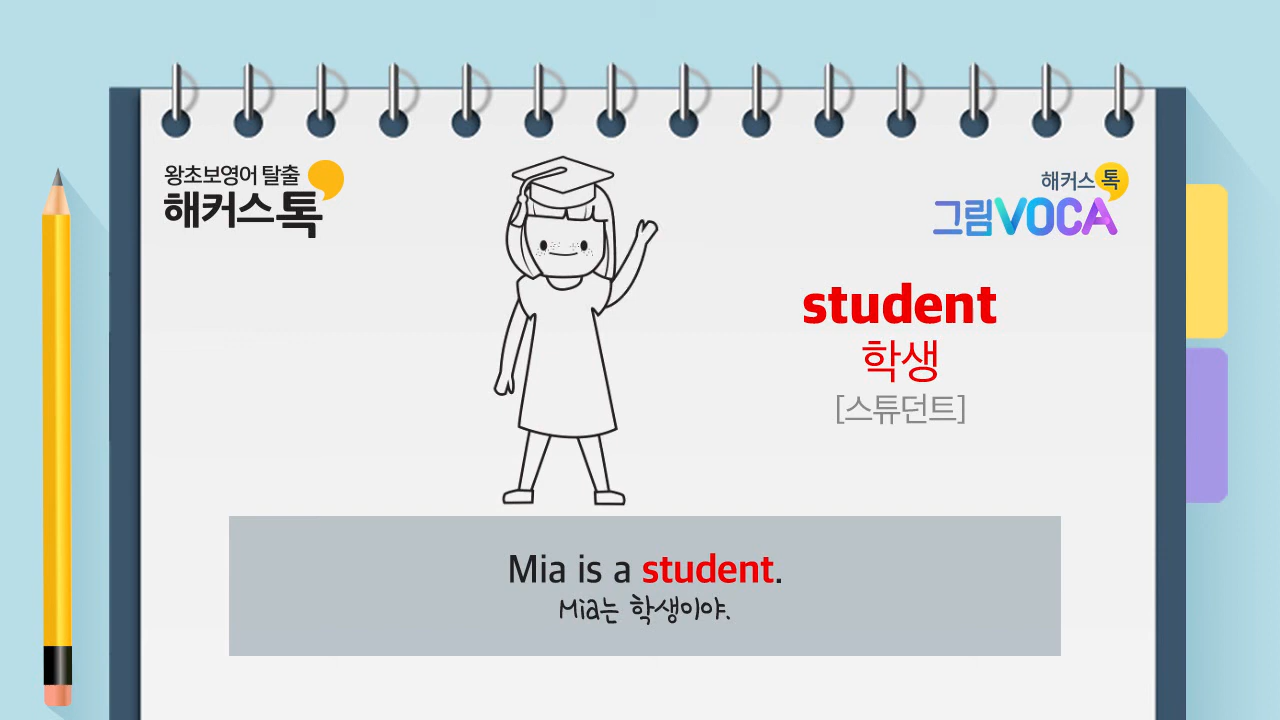 왕초보영어 탈출
해커스톡
해커스톡
그림VOCA
student
학생
[스튜던트]
Mia is a student.
Mia는 학생이야.